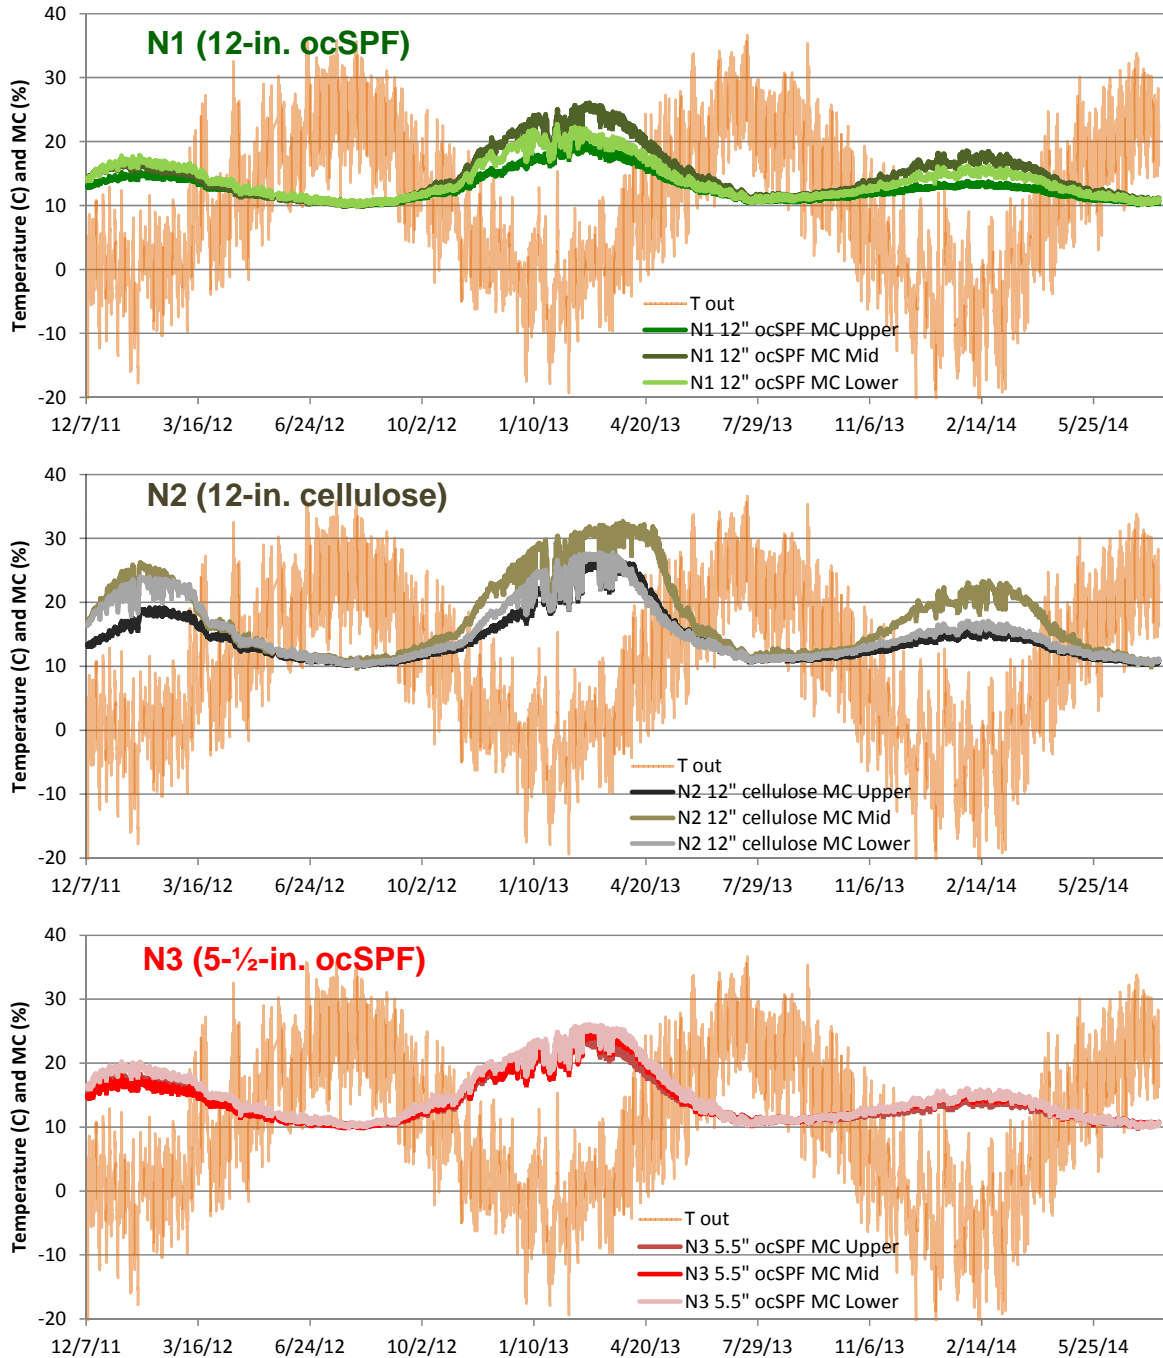 N1 (12-in. ocSPF)
Temperature (C) and MC (%)
40
30
20
10
0
-10
-20
T out
N1 12" ocSPF MC Upper
N1 12" ocSPF MC Mid
N1 12" ocSPF MC Lower
12/7/11 3/16/12 6/24/12 10/2/12 1/10/13 4/20/13 7/29/13 11/6/13 2/14/14 5/25/14
N2 (12-in. cellulose)
Temperature (C) and MC (%)
40
30
20
10
0
-10
-20
T out
N2 12" cellulose MC Upper
N2 12" cellulose MC Mid
N2 12" cellulose MC Lower
12/7/11 3/16/12 6/24/12 10/2/12 1/10/13 4/20/13 7/29/13 11/6/13 2/14/14 5/25/14
N3 (5-½-in. ocSPF)
Temperature (C) and MC (%)
40
30
20
10
0
-10
-20
T out
N3 5.5" ocSPF MC Upper
N3 5.5" ocSPF MC Mid
N3 5.5" ocSPF MC Lower
12/7/11 3/16/12 6/24/12 10/2/12 1/10/13 4/20/13 7/29/13 11/6/13 2/14/14 5/25/14